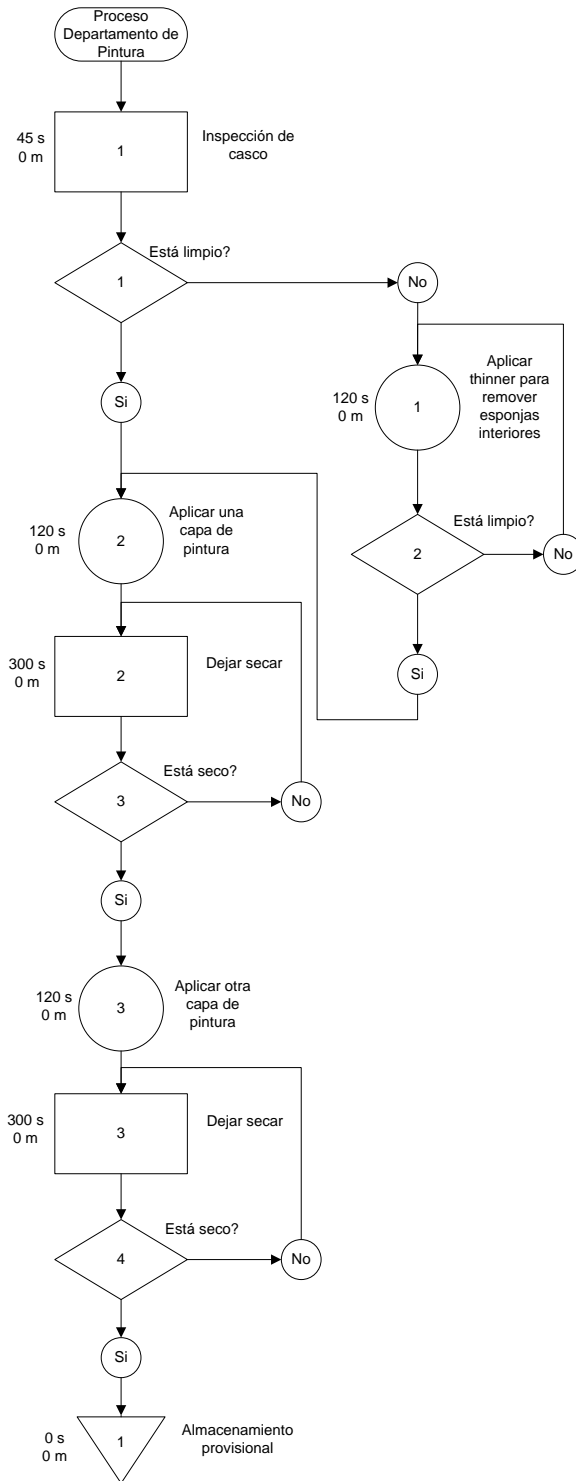 Proceso
Departamento de
Pintura
45 s
0 m
1
Inspección de
casco
Está limpio?
1
No
Si
Aplicar
thinner para
remover
esponjas
interiores
120 s
0 m
1
Está limpio?
2
No
Si
Aplicar una
capa de
pintura
120 s
0 m
2
300 s
0 m
2
Dejar secar
Está seco?
3
No
Si
Aplicar otra
capa de
pintura
120 s
0 m
3
300 s
0 m
3
Dejar secar
Está seco?
4
No
Si
0 s
0 m
1
Almacenamiento
provisional